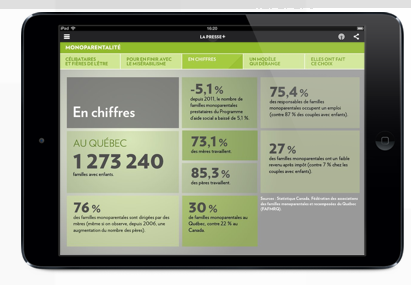 iPad
10:20
LA PRESSE+
MONOPARENTALITÉ
CÉLIBATAIRES
ET FIÈRES DE L'ÊTRE
POUR EN FINIR AVEC
LE MISÉRABILISME
EN CHIFFRES
UN MODÈLE
QUI DÉRANGE
ELLES ONT FAIT
CE CHOIX
En chiffres
-5,1 %
depuis 2011, le nombre de
familles monoparentales
prestataires du Programme
d'aide social a baissé de 5,1 %.
75,4 %
des responsables de familles
monoparentales occupent un emploi
(contre 87 % des couples avec enfants).
AU QUÉBEC
1 273 240
familles avec enfants.
73,1 %
des mères travaillent.
85,3 %
des pères travaillent.
27 %
des familles monoparentales ont un faible
revenu après impôt (contre 7 % chez les
couples avec enfants).
76 %
des familles monoparentales sont dirigées par des
mères (même si on observe, depuis 2006, une
augmentation du nombre des pères).
30 %
de familles monoparentales au
Québec, contre 22 % au
Canada.
Sources : Statistique Canada, Fédération des associations
des familles monoparentales et recomposées du Québec
(FAFMRQ).